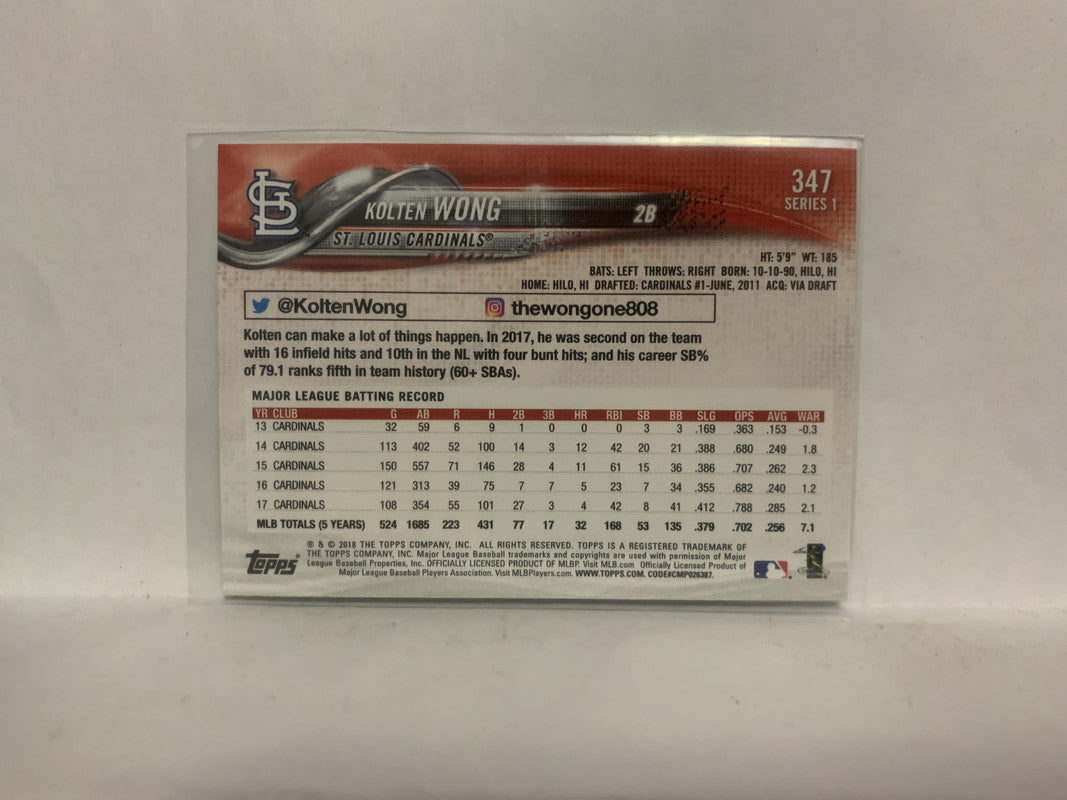 347
SERIES 1
KOLTEN WONG 2B
ST. LOUIS CARDINALS®
HT: 5'9" WT: 185
BATS: LEFT THROWS: RIGHT BORN: 10-10-90, HILO, HI
HOME: HILO, HI DRAFTED: CARDINALS #1-JUNE, 2011 ACQ: VIA DRAFT
@KoltenWong thewongone808
Kolten can make a lot of things happen. In 2017, he was second on the team
with 16 infield hits and 10th in the NL with four bunt hits; and his career SB%
of 79.1 ranks fifth in team history (60+ SBAs).
MAJOR LEAGUE BATTING RECORD
YR CLUB G AB R H 2B 3B HR RBI SB BB SLG OPS AVG WAR
13 CARDINALS 32 59 6 9 1 0 0 0 3 3 .169 .363 .153 -0.3
14 CARDINALS 113 402 52 100 14 3 12 42 20 21 .388 .680 .249 1.8
15 CARDINALS 150 557 71 146 28 4 11 61 15 36 .386 .707 .262 2.3
16 CARDINALS 121 313 39 75 7 7 5 23 7 34 .355 .682 .240 1.2
17 CARDINALS 108 354 55 101 27 3 4 42 8 41 .412 .788 .285 2.1
MLB TOTALS (5 YEARS) 524 1685 223 431 77 17 32 168 53 135 .379 .702 .256 7.1
topps
® & © 2018 THE TOPPS COMPANY, INC. ALL RIGHTS RESERVED. TOPPS IS A REGISTERED TRADEMARK OF
THE TOPPS COMPANY, INC. Major League Baseball trademarks and copyrights are used with permission of Major
League Baseball Properties, Inc. OFFICIALLY LICENSED PRODUCT OF MLBP. Visit MLB.com Officially Licensed Product of
Major League Baseball Players Association. Visit MLBPlayers.com. WWW.TOPPS.COM. CODE#CMP026387.